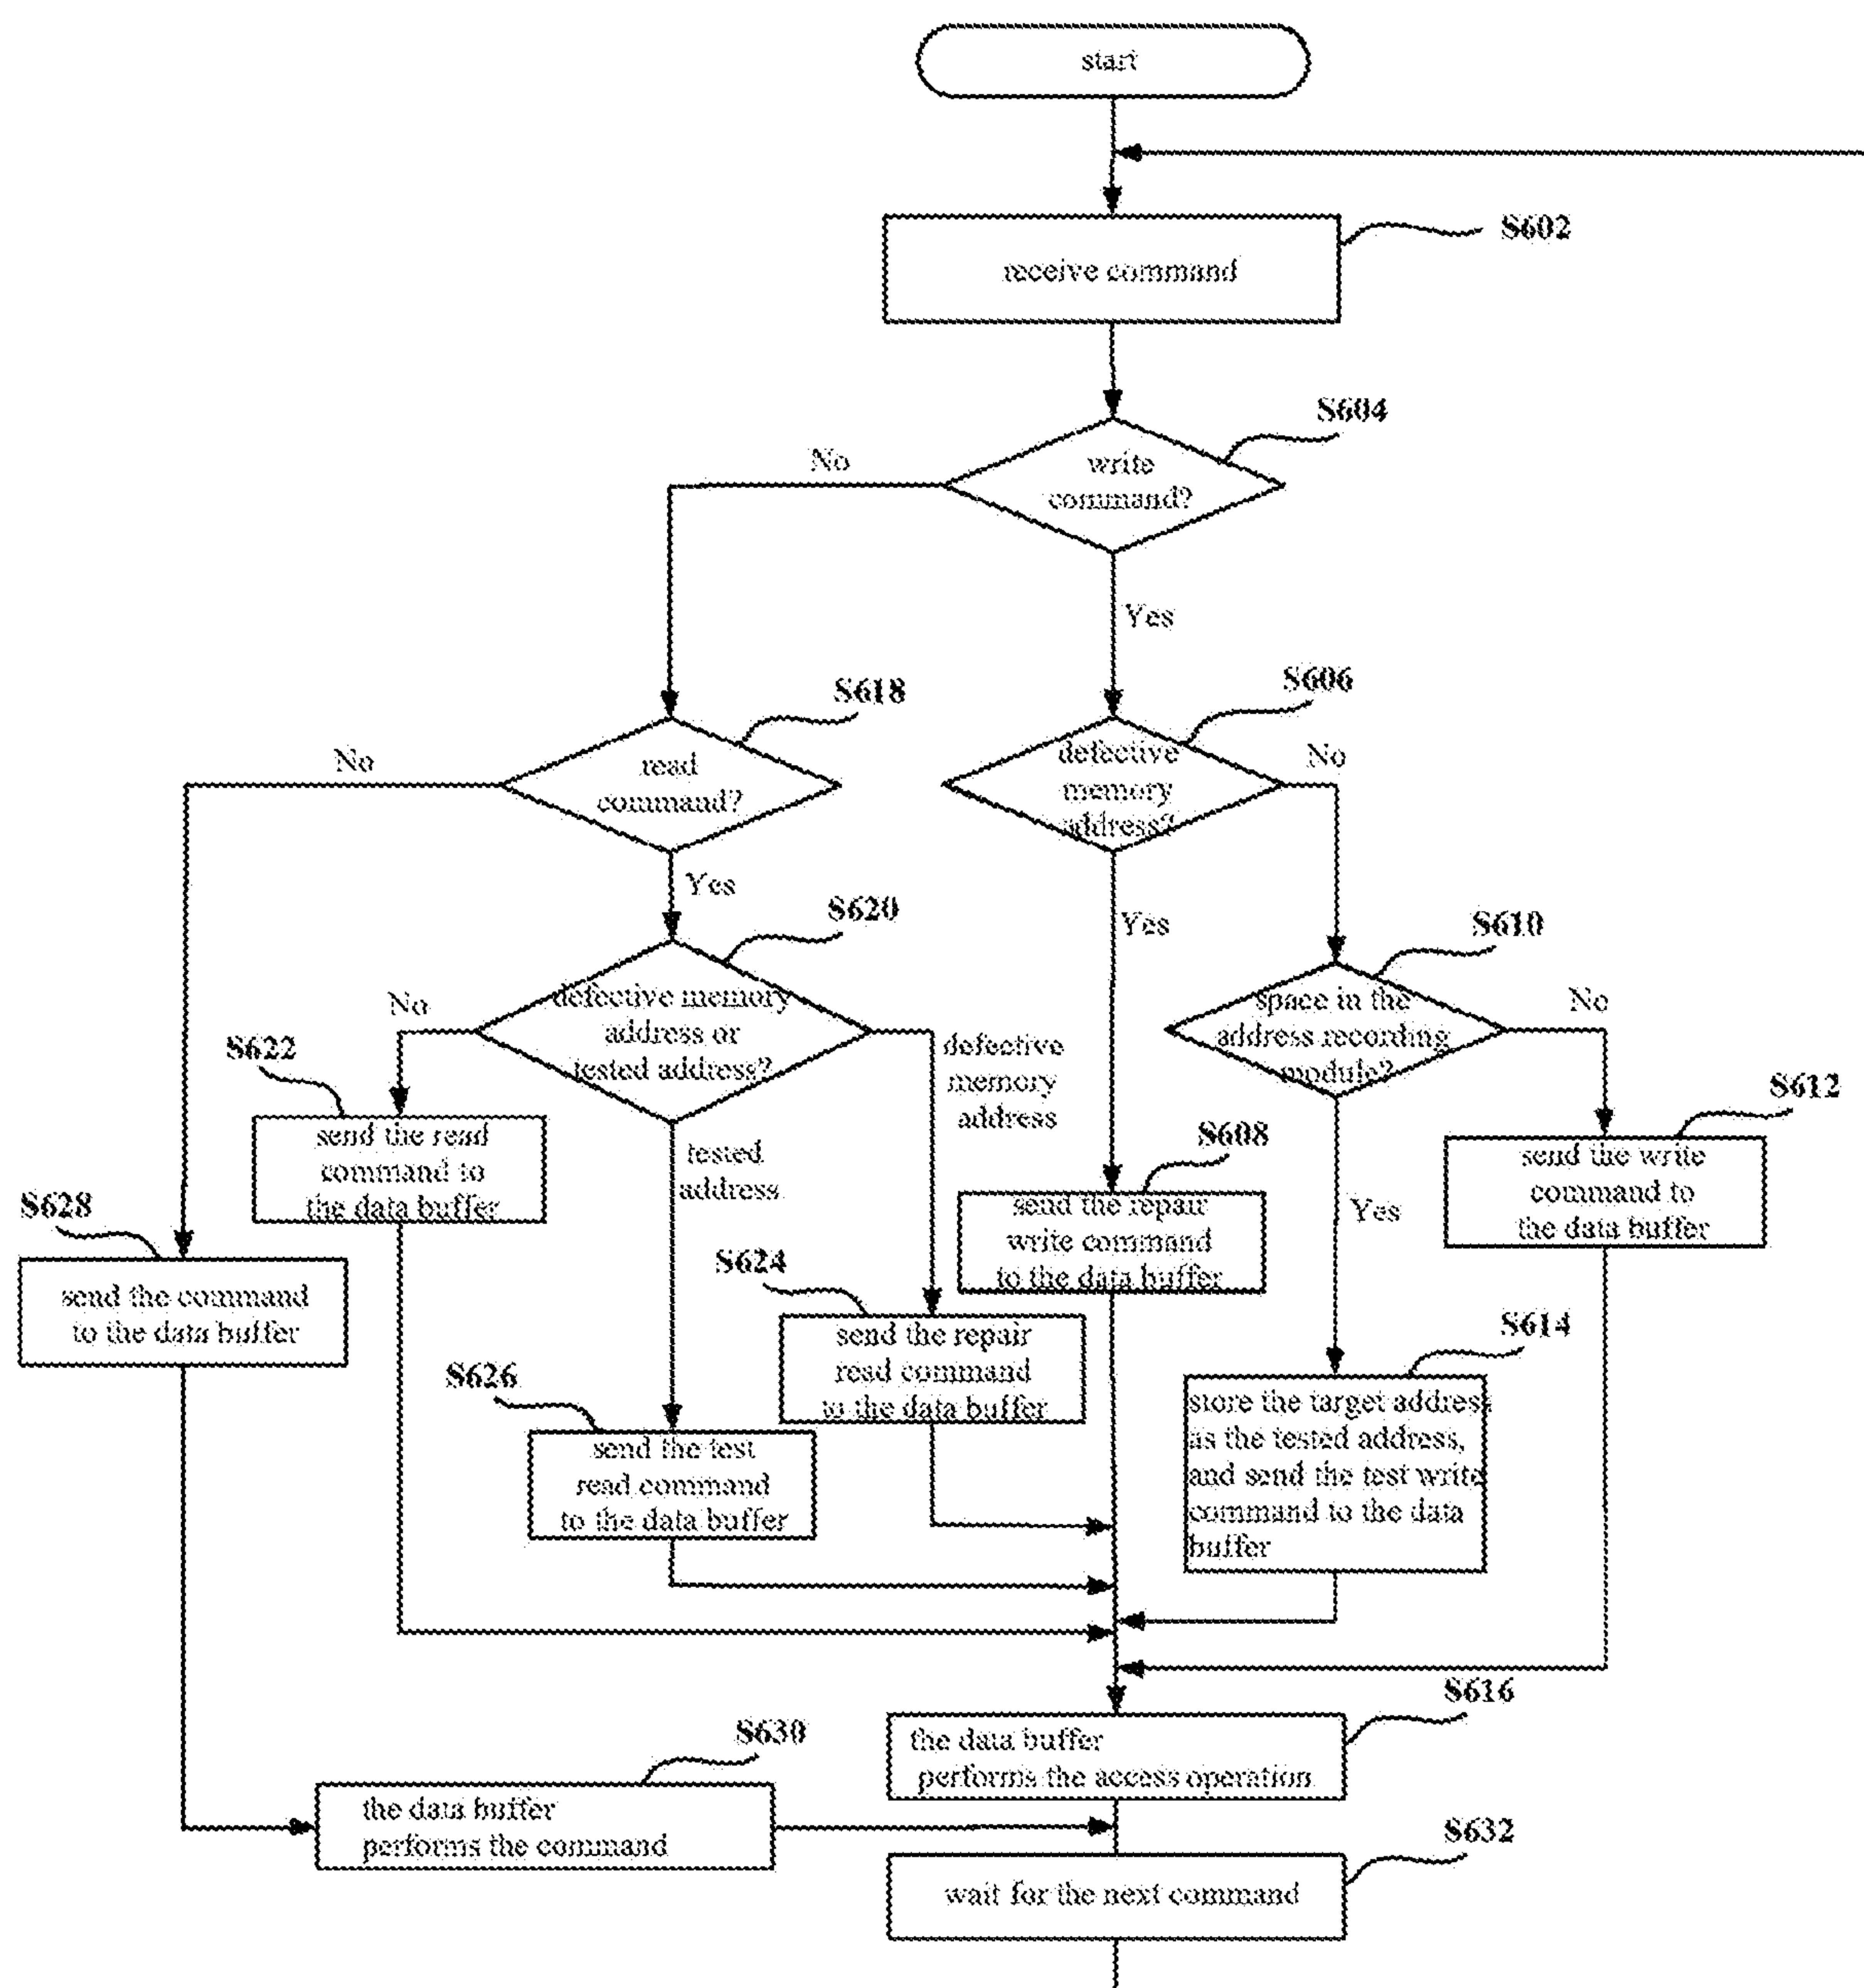 start
S602
receive command
S604
write
command?
No
Yes
S618
read
command?
No
Yes
S606
defective
memory
address?
No
Yes
S620
defective memory
address or
tested address?
No
tested
address
defective
memory
address
S610
space in the
address recording
module?
No
Yes
S622
send the read
command to
the data buffer
S612
send the write
command to
the data buffer
S608
send the repair
write command
to the data buffer
S628
send the command
to the data buffer
S624
send the repair
read command
to the data buffer
S614
store the target address
as the tested address,
and send the test write
command to the data
buffer
S626
send the test
read command
to the data buffer
S616
the data buffer
performs the access operation
S630
the data buffer
performs the command
S632
wait for the next command